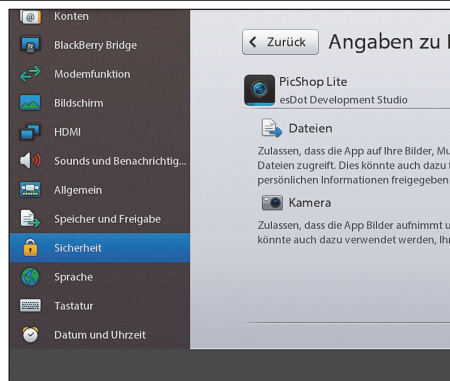 Konten
BlackBerry Bridge
Modemfunktion
Bildschirm
HDMI
Sounds und Benachrichtig...
Allgemein
Speicher und Freigabe
Sicherheit
Sprache
Tastatur
Datum und Uhrzeit
Zurück
Angaben zu
PicShop Lite
esDot Development Studio
Dateien
Zulassen, dass die App auf Ihre Bilder, Mu
Dateien zugreift. Dies könnte auch dazu
persönlichen Informationen freigegeben
Kamera
Zulassen, dass die App Bilder aufnimmt u
könnte auch dazu verwendet werden, Ih